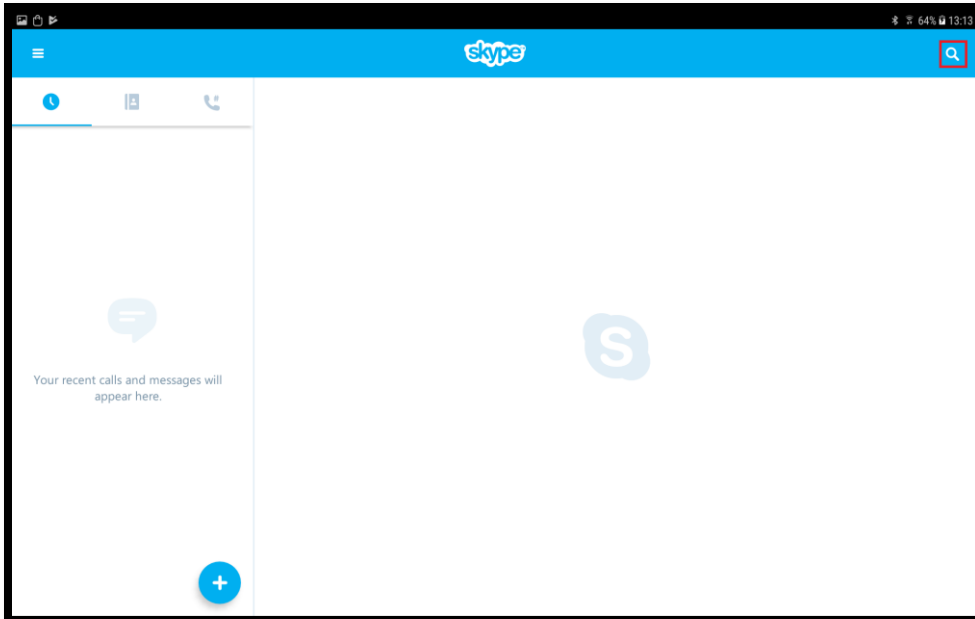 64% 13:13
skype
Your recent calls and messages will
appear here.
S